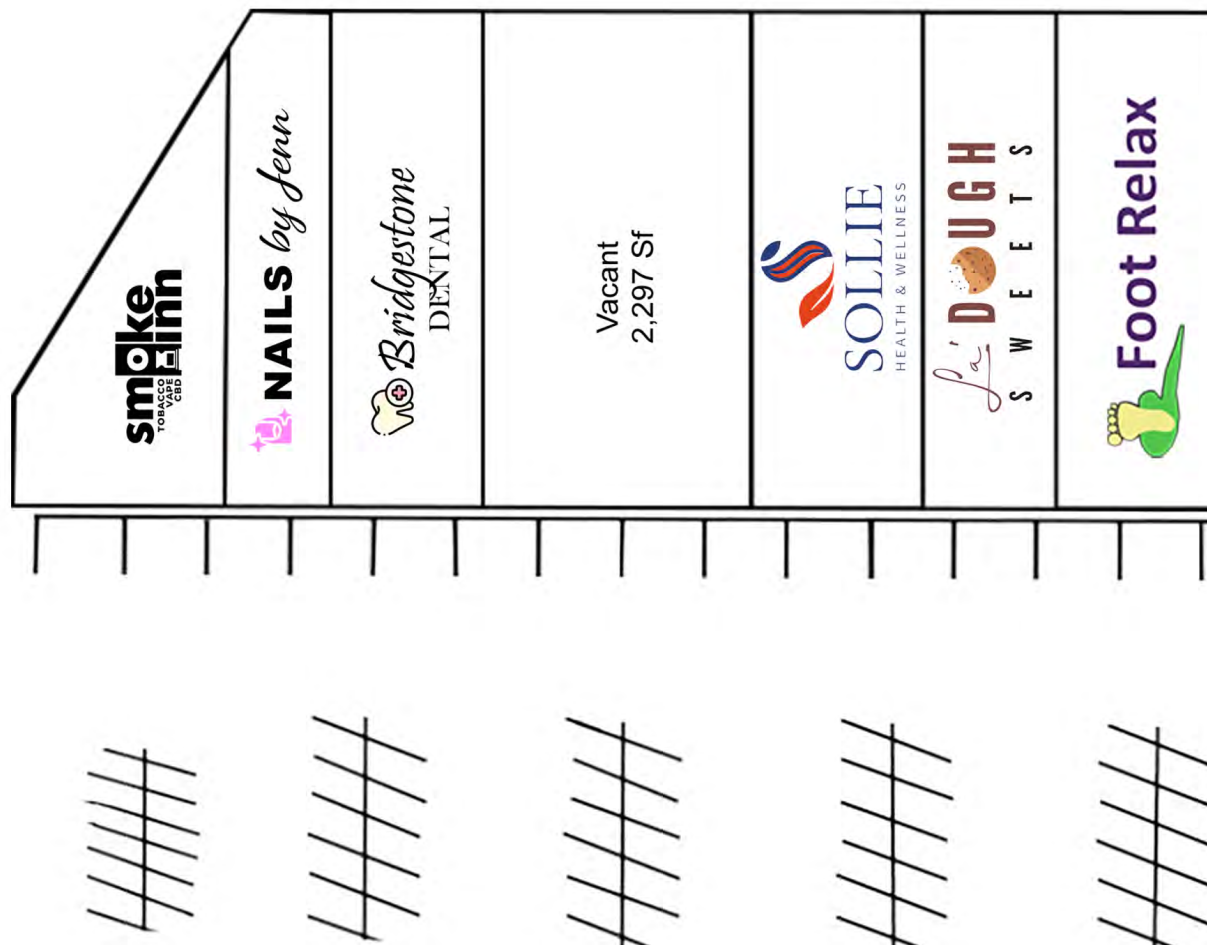 smoke inn
TOBACCO
VAPE
CBD
NAILS by Jenn
Bridgestone
DENTAL
Vacant
2,297 Sf
SOLLIE
HEALTH & WELLNESS
La' DOUGH
SWEETS
Foot Relax